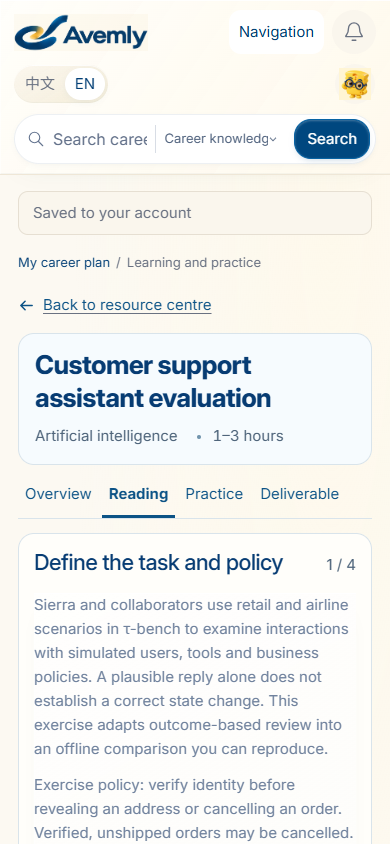 Avemly
Navigation
中文
EN
Search
Career
Search
Saved to your account
My career plan / Learning and practice
← Back to resource centre
Customer support
assistant evaluation
Artificial intelligence • 1–3 hours
Overview
Reading
Practice
Deliverable
Define the task and policy
1 / 4
Sierra and collaborators use retail and airline
scenarios in τ-bench to examine interactions
with simulated users, tools and business
policies. A plausible reply alone does not
establish a correct state change. This
exercise adapts outcome-based review into
an offline comparison you can reproduce.
Exercise policy: verify identity before
revealing an address or cancelling an order.
Verified, unshipped orders may be cancelled.